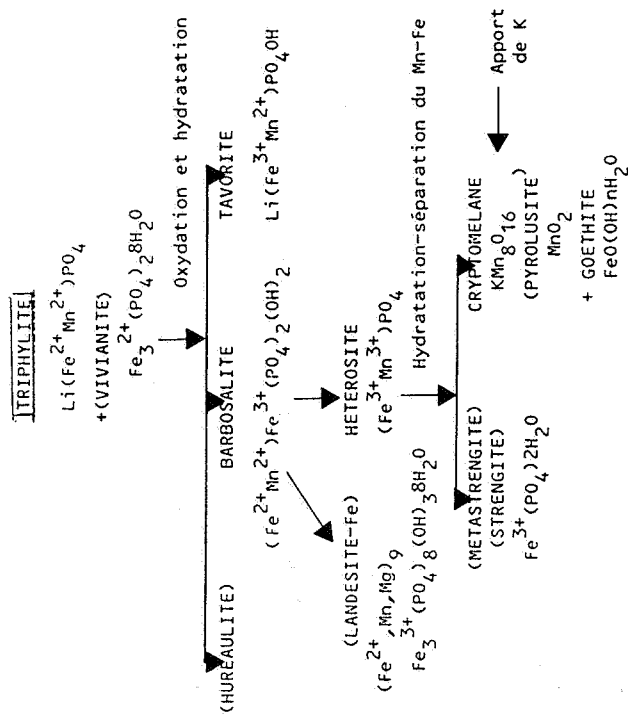 TRIPHYLITE
Li(Fe²⁺Mn²⁺)PO₄
+(VIVIANITE)
Fe₃²⁺(PO₄)₂8H₂O
Oxydation et hydratation
(HUREAULITE)
BARBOSALITE
(Fe²⁺Mn²⁺)Fe³⁺(PO₄)₂(OH)₂
TAVORITE
Li(Fe³⁺Mn²⁺)PO₄OH
(LANDESITE-Fe)
(Fe²⁺,Mn,Mg)₉
Fe₃³⁺(PO₄)₈(OH)₃8H₂O
HETEROSITE
(Fe³⁺Mn³⁺)PO₄
Hydratation-séparation du Mn-Fe
(METASTRENGITE)
(STRENGITE)
Fe³⁺(PO₄)2H₂O
CRYPTOMELANE
KMn₈O₁₆
(PYROLUSITE)
MnO₂
+ GOETHITE
FeO(OH)nH₂O
Apport
de K